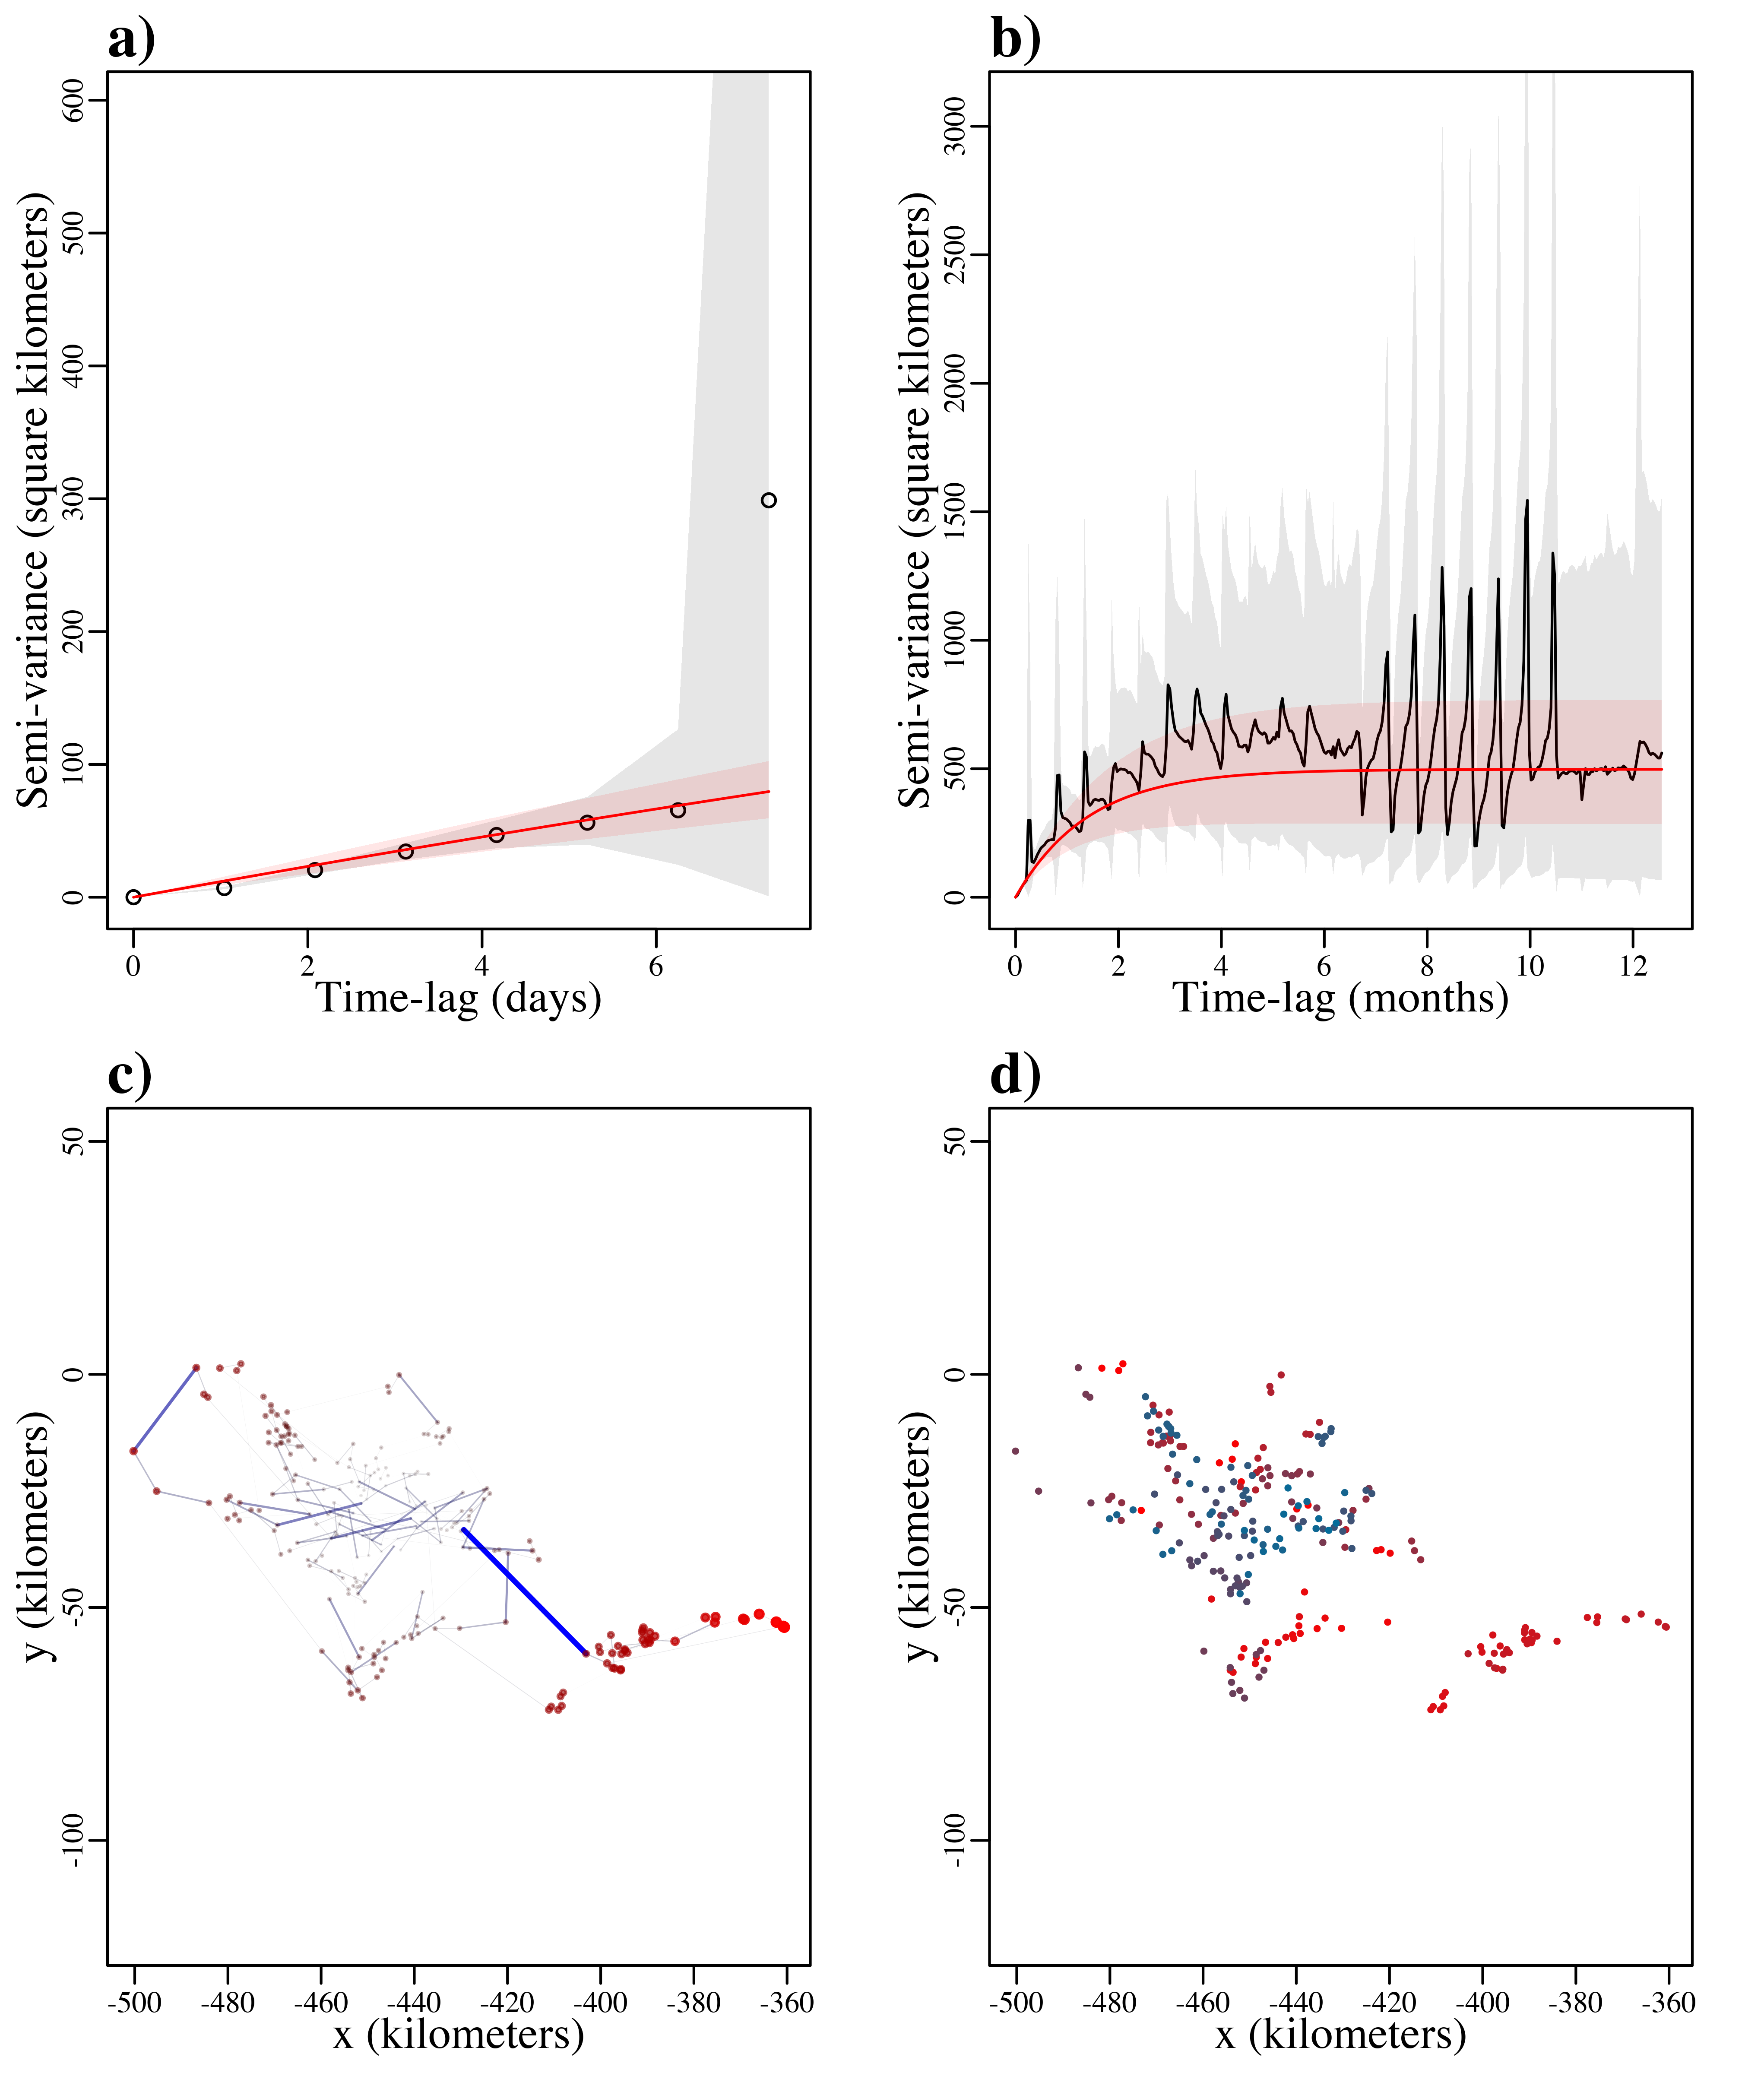 a)
Semi-variance (square kilometers)
600
500
400
300
200
100
0
0 2 4 6
Time-lag (days)
b)
Semi-variance (square kilometers)
3000
2500
2000
1500
1000
500
0
0 2 4 6 8 10 12
Time-lag (months)
c)
y (kilometers)
50
0
-50
-100
-500 -480 -460 -440 -420 -400 -380 -360
x (kilometers)
d)
y (kilometers)
50
0
-50
-100
-500 -480 -460 -440 -420 -400 -380 -360
x (kilometers)